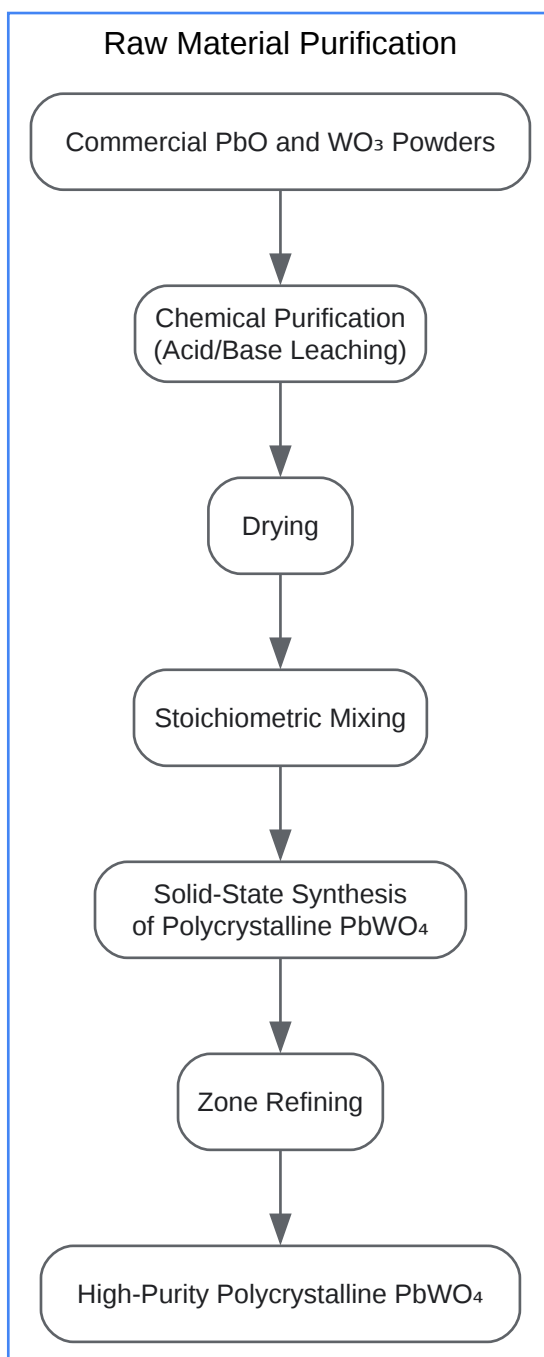 Raw Material Purification
Commercial PbO and WO₃ Powders
Chemical Purification
(Acid/Base Leaching)
Drying
Stoichiometric Mixing
Solid-State Synthesis
of Polycrystalline PbWO₄
Zone Refining
High-Purity Polycrystalline PbWO₄